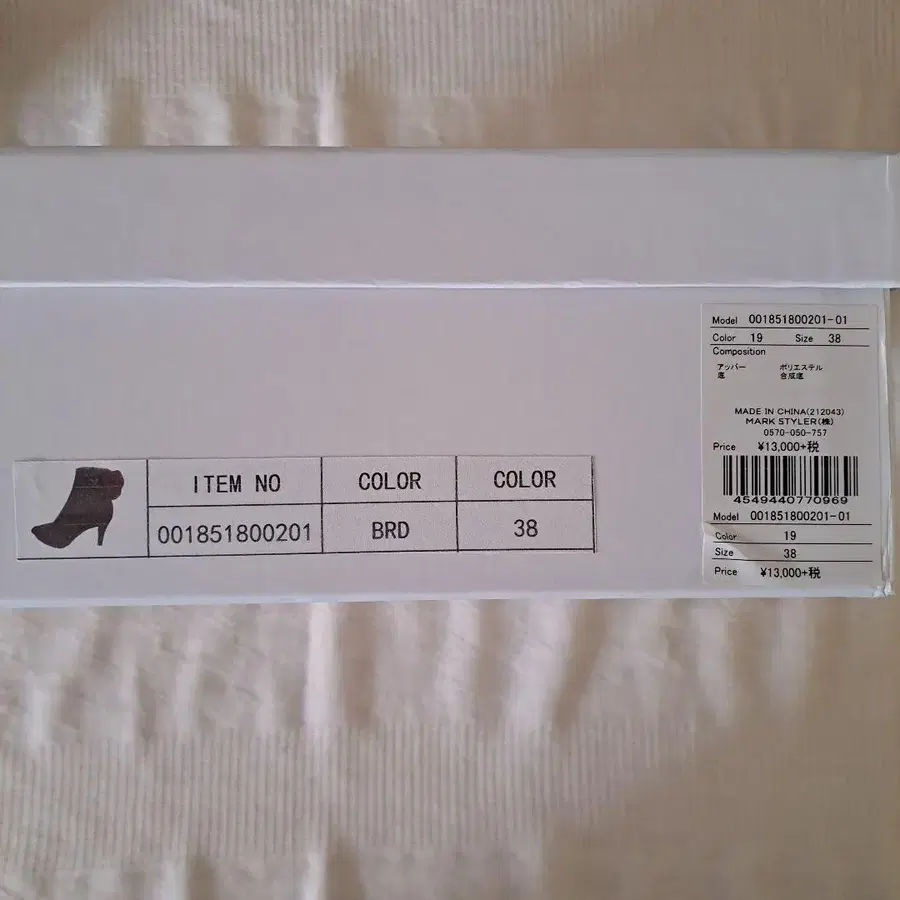 ITEM NO COLOR COLOR
001851800201 BRD 38
Model 001851800201-01
Color 19 Size 38
Composition
アッパー ポリエステル
底 合成底
MADE IN CHINA(212043)
MARK STYLER(株)
0570-050-757
Price ¥13,000+税
4549440770969
Model 001851800201-01
Color 19
Size 38
Price ¥13,000+税